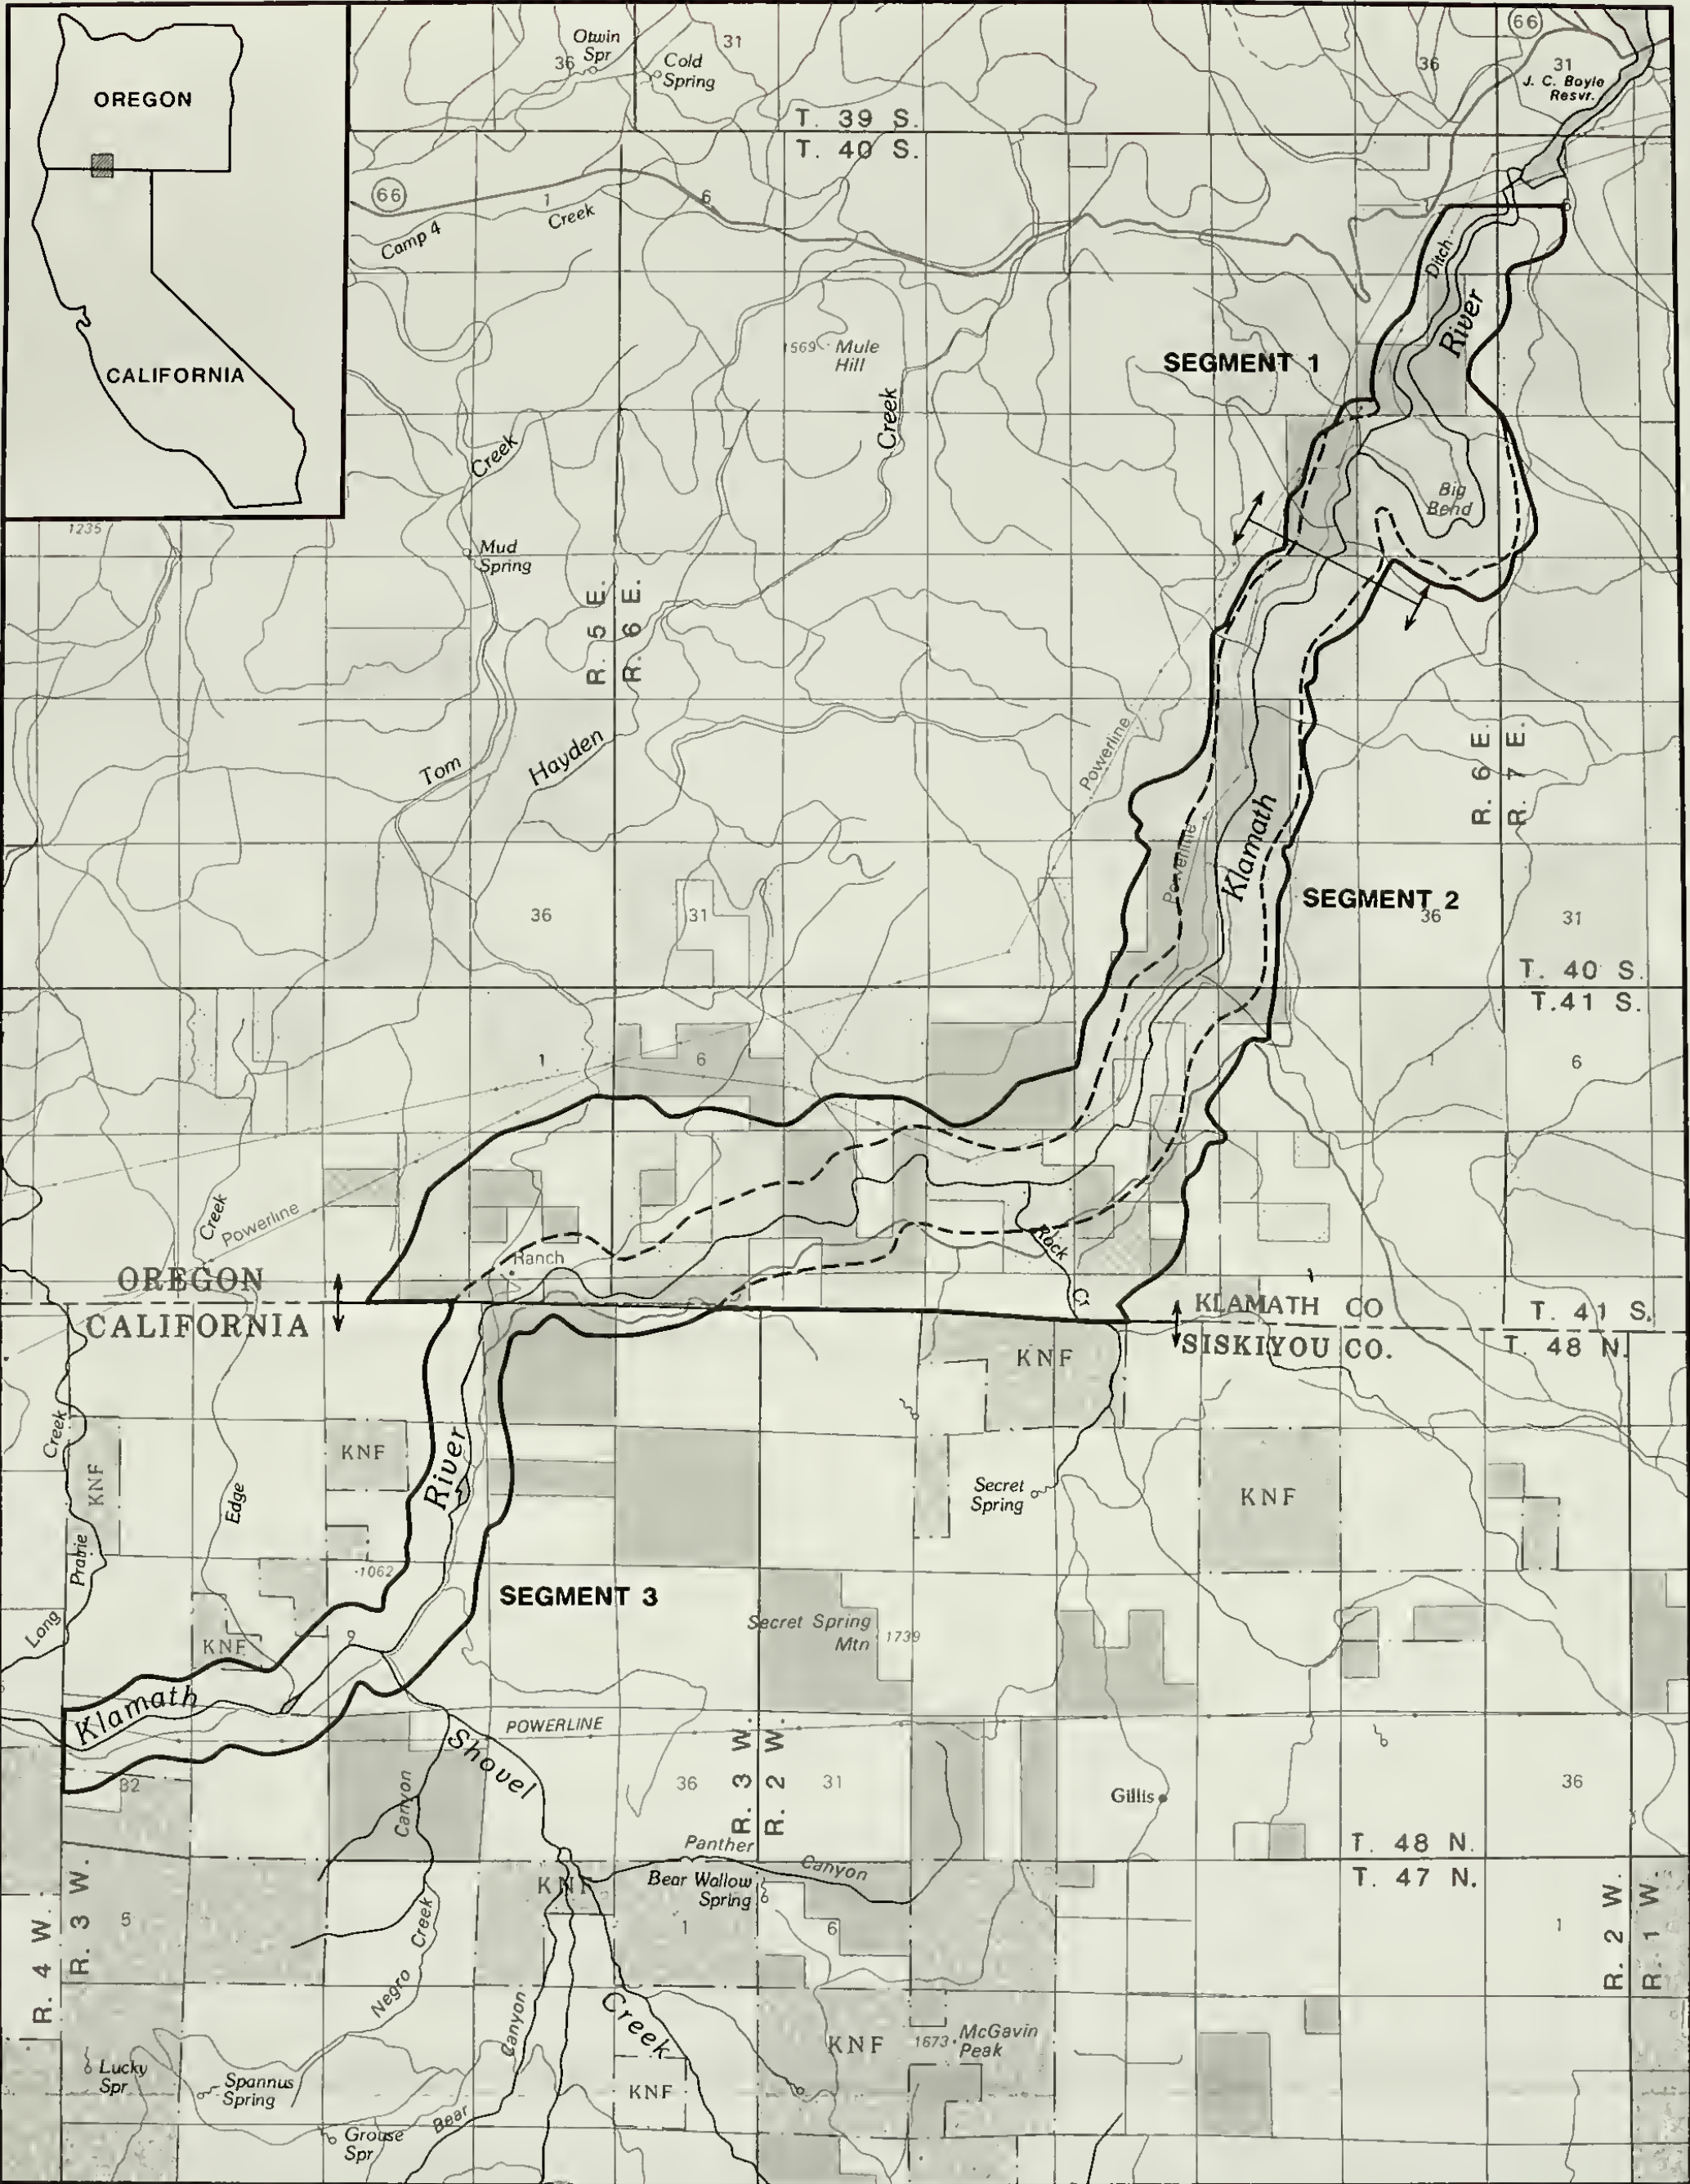 OREGON
CALIFORNIA
Otwin
Spr
36
31
Cold
Spring
T. 39 S.
T. 40 S.
66
36
31
J. C. Boyle
Resvr.
66
1
6
Camp 4
Creek
Ditch
River
1569
Mule
Hill
SEGMENT 1
Creek
Creek
Big
Bend
1235
Mud
Spring
R. 5 E.
R. 6 E.
Tom
Hayden
Powerline
R. 6 E.
R. 7 E.
Powerline
Klamath
SEGMENT 2
36
31
36
31
T. 40 S.
T. 41 S.
1
6
1
6
Creek
Powerline
Ranch
Rock
Cr
OREGON
CALIFORNIA
1
KLAMATH CO
SISKIYOU CO.
T. 41 S.
T. 48 N.
KNF
Creek
KNF
KNF
River
Edge
Secret
Spring
KNF
Prairie
1062
SEGMENT 3
Long
KNF
9
Secret Spring
Mtn
1739
Klamath
POWERLINE
Shovel
32
Canyon
36
R. 3 W.
R. 2 W.
31
Gillis
36
Panther
Canyon
T. 48 N.
T. 47 N.
KNF
Bear Wallow
Spring
R. 4 W.
R. 3 W.
5
Creek
1
6
1
R. 2 W.
R. 1 W.
Negro
Canyon
Creek
KNF
1673
McGavin
Peak
Lucky
Spr
Spannus
Spring
KNF
Bear
Grouse
Spr